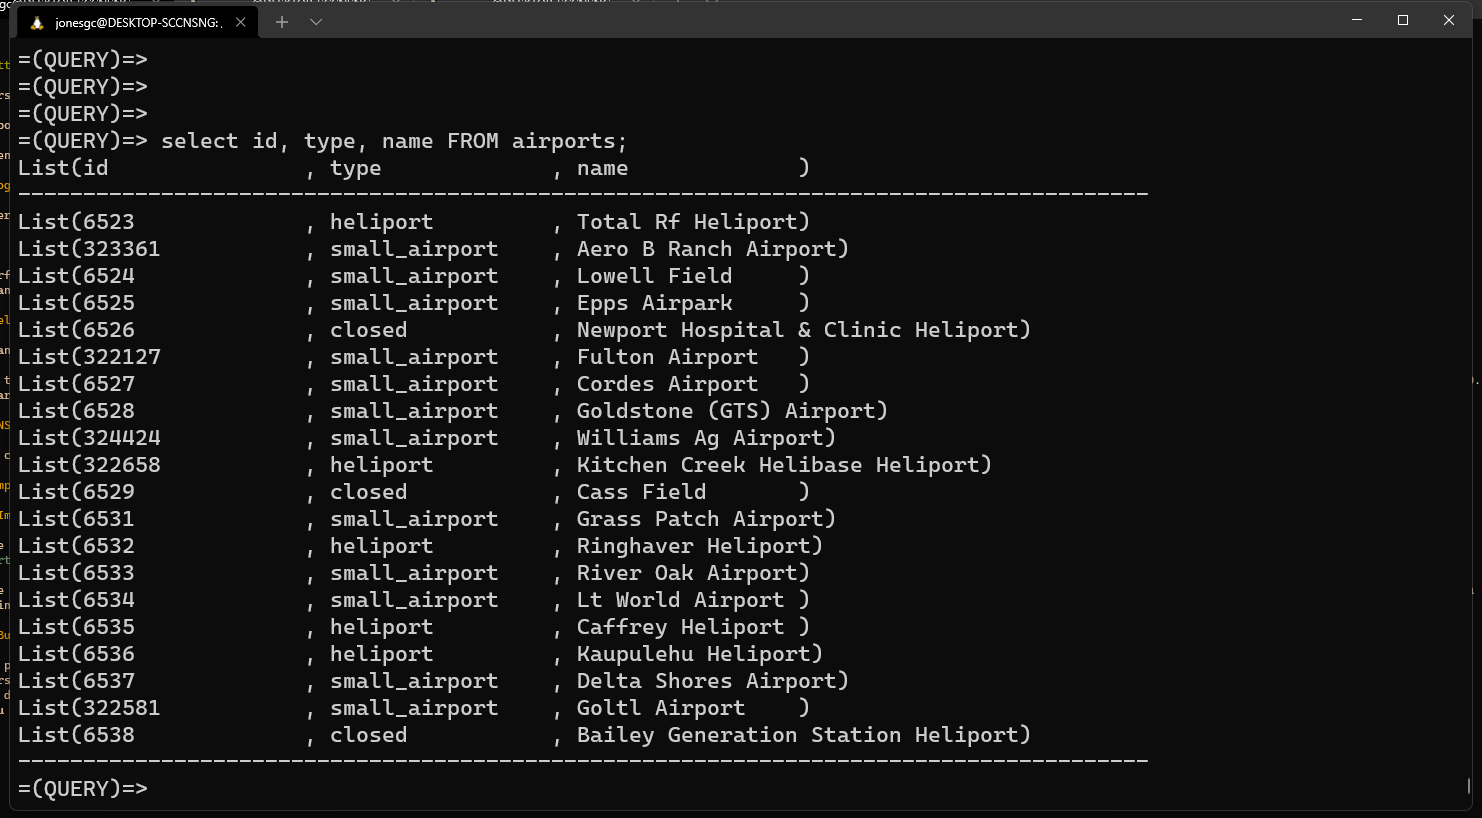 jonesgc@DESKTOP-SCCNSNG:
=(QUERY)=>
=(QUERY)=>
=(QUERY)=>
=(QUERY)=> select id, type, name FROM airports;
List(id , type , name )
---------------------------------------------------------------------------------------
List(6523 , heliport , Total Rf Heliport)
List(323361 , small_airport , Aero B Ranch Airport)
List(6524 , small_airport , Lowell Field )
List(6525 , small_airport , Epps Airpark )
List(6526 , closed , Newport Hospital & Clinic Heliport)
List(322127 , small_airport , Fulton Airport )
List(6527 , small_airport , Cordes Airport )
List(6528 , small_airport , Goldstone (GTS) Airport)
List(324424 , small_airport , Williams Ag Airport)
List(322658 , heliport , Kitchen Creek Helibase Heliport)
List(6529 , closed , Cass Field )
List(6531 , small_airport , Grass Patch Airport)
List(6532 , heliport , Ringhaver Heliport)
List(6533 , small_airport , River Oak Airport)
List(6534 , small_airport , Lt World Airport )
List(6535 , heliport , Caffrey Heliport )
List(6536 , heliport , Kaupulehu Heliport)
List(6537 , small_airport , Delta Shores Airport)
List(322581 , small_airport , Goltl Airport )
List(6538 , closed , Bailey Generation Station Heliport)
---------------------------------------------------------------------------------------
=(QUERY)=>